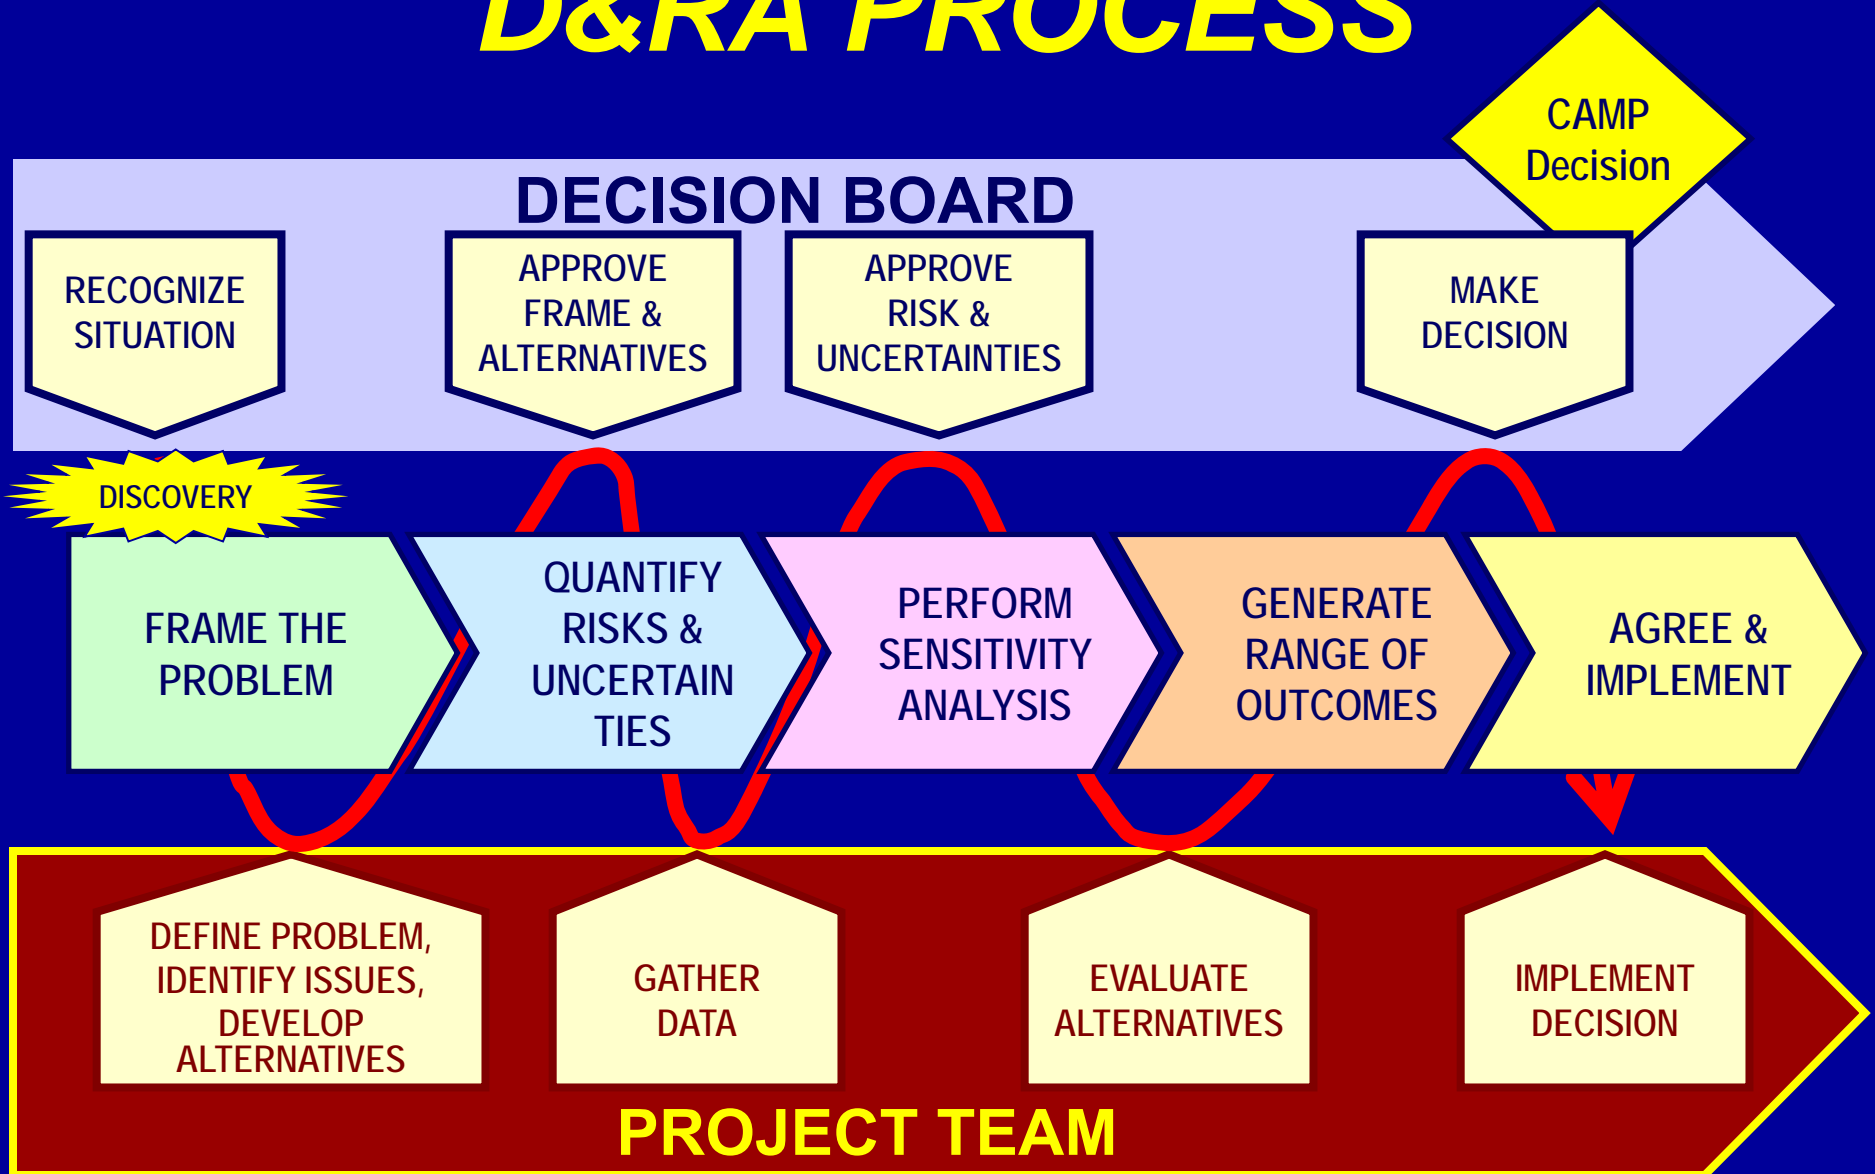 D&RA PROCESS
CAMP
Decision
DECISION BOARD
RECOGNIZE
SITUATION
APPROVE
FRAME &
ALTERNATIVES
APPROVE
RISK &
UNCERTAINTIES
MAKE
DECISION
DISCOVERY
FRAME THE
PROBLEM
QUANTIFY
RISKS &
UNCERTAIN
TIES
PERFORM
SENSITIVITY
ANALYSIS
GENERATE
RANGE OF
OUTCOMES
AGREE &
IMPLEMENT
DEFINE PROBLEM,
IDENTIFY ISSUES,
DEVELOP
ALTERNATIVES
GATHER
DATA
EVALUATE
ALTERNATIVES
IMPLEMENT
DECISION
PROJECT TEAM